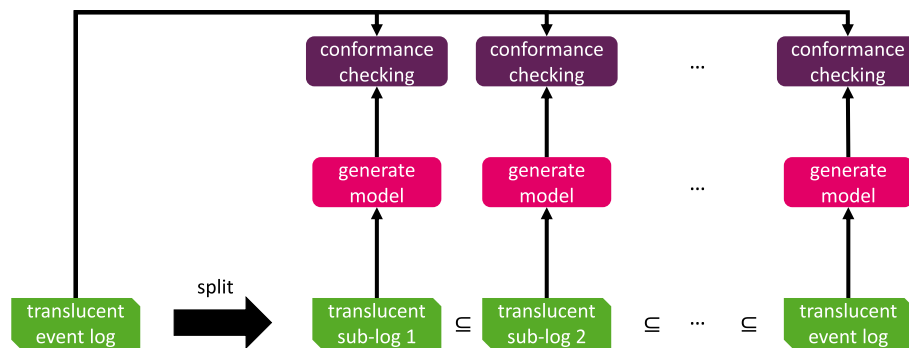 conformance
checking
conformance
checking
...
conformance
checking
generate
model
generate
model
...
generate
model
split
translucent
event log
translucent
sub-log 1
⊆
translucent
sub-log 2
⊆ ... ⊆
translucent
event log